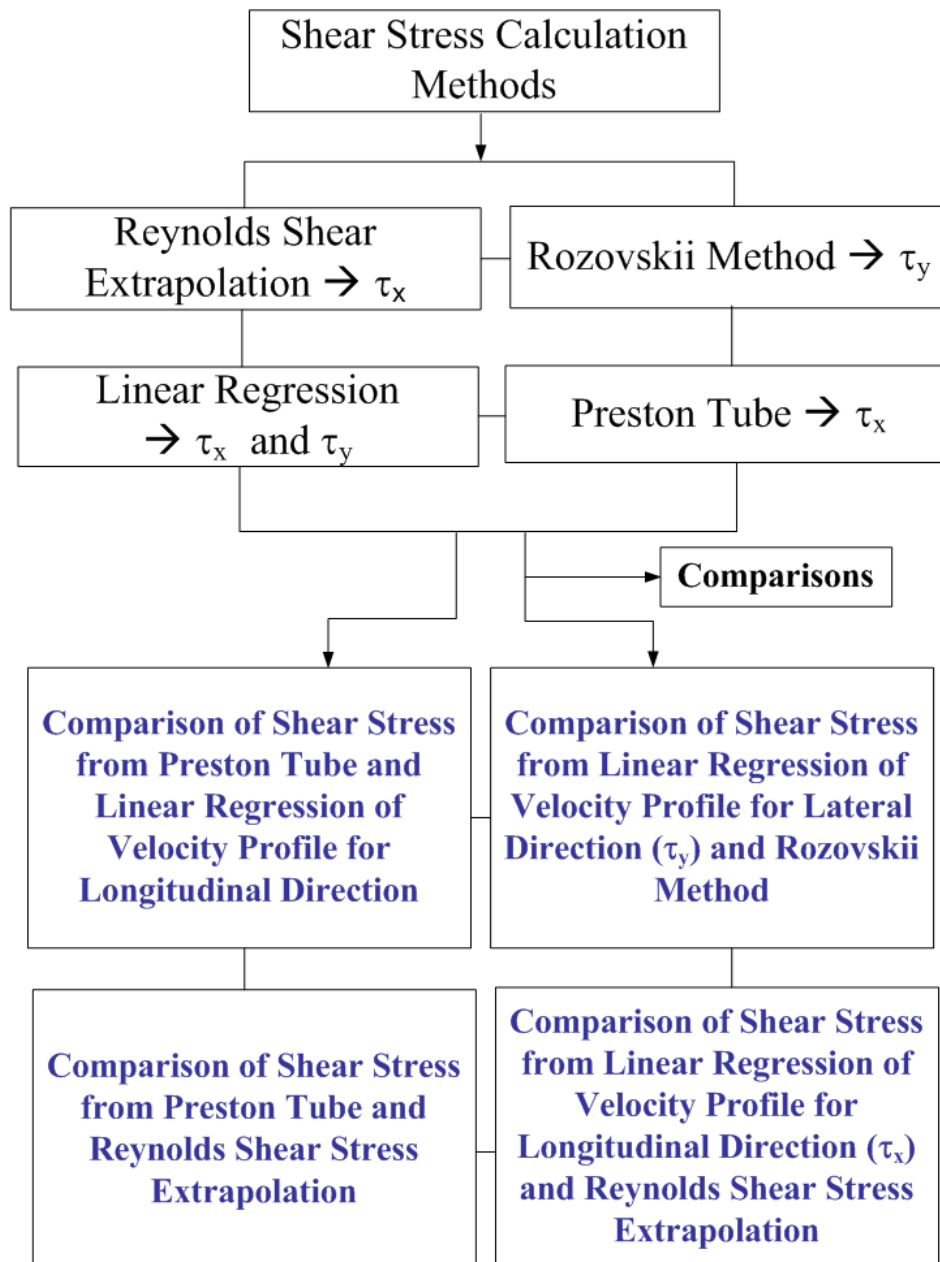 Shear Stress Calculation
Methods
Reynolds Shear
Extrapolation → τx
Rozovskii Method → τy
Linear Regression
→ τx and τy
Preston Tube → τx
Comparisons
Comparison of Shear Stress
from Preston Tube and
Linear Regression of
Velocity Profile for
Longitudinal Direction
Comparison of Shear Stress
from Linear Regression of
Velocity Profile for Lateral
Direction (τy) and Rozovskii
Method
Comparison of Shear Stress
from Preston Tube and
Reynolds Shear Stress
Extrapolation
Comparison of Shear Stress
from Linear Regression of
Velocity Profile for
Longitudinal Direction (τx)
and Reynolds Shear Stress
Extrapolation